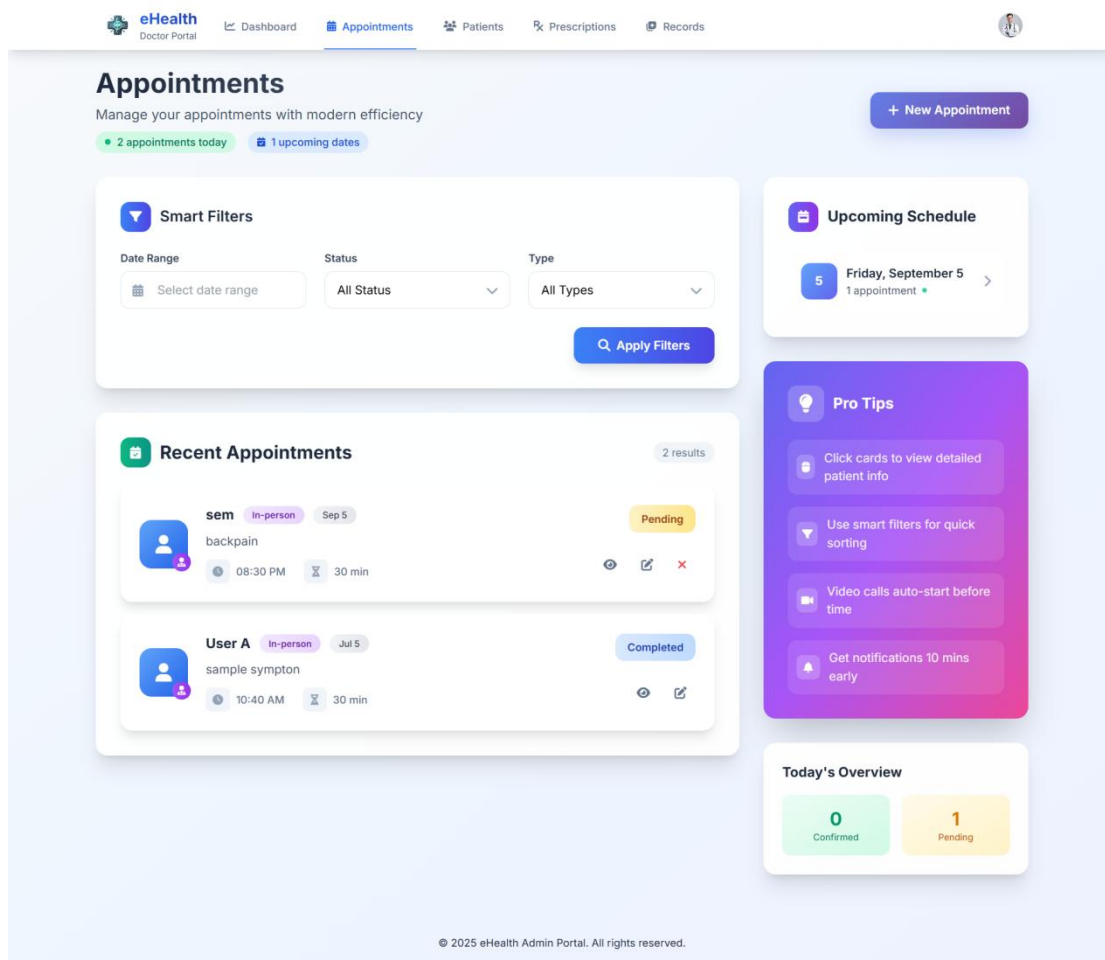 eHealth
Doctor Portal
Dashboard
Appointments
Patients
Prescriptions
Records
Appointments
Manage your appointments with modern efficiency
2 appointments today
1 upcoming dates
+ New Appointment
Smart Filters
Date Range
Status
Type
Select date range
All Status
All Types
Apply Filters
Recent Appointments
2 results
sem
In-person
Sep 5
Pending
backpain
08:30 PM
30 min
User A
In-person
Jul 5
Completed
sample sympton
10:40 AM
30 min
Upcoming Schedule
5
Friday, September 5
1 appointment
Pro Tips
Click cards to view detailed
patient info
Use smart filters for quick
sorting
Video calls auto-start before
time
Get notifications 10 mins
early
Today's Overview
0
Confirmed
1
Pending
© 2025 eHealth Admin Portal. All rights reserved.